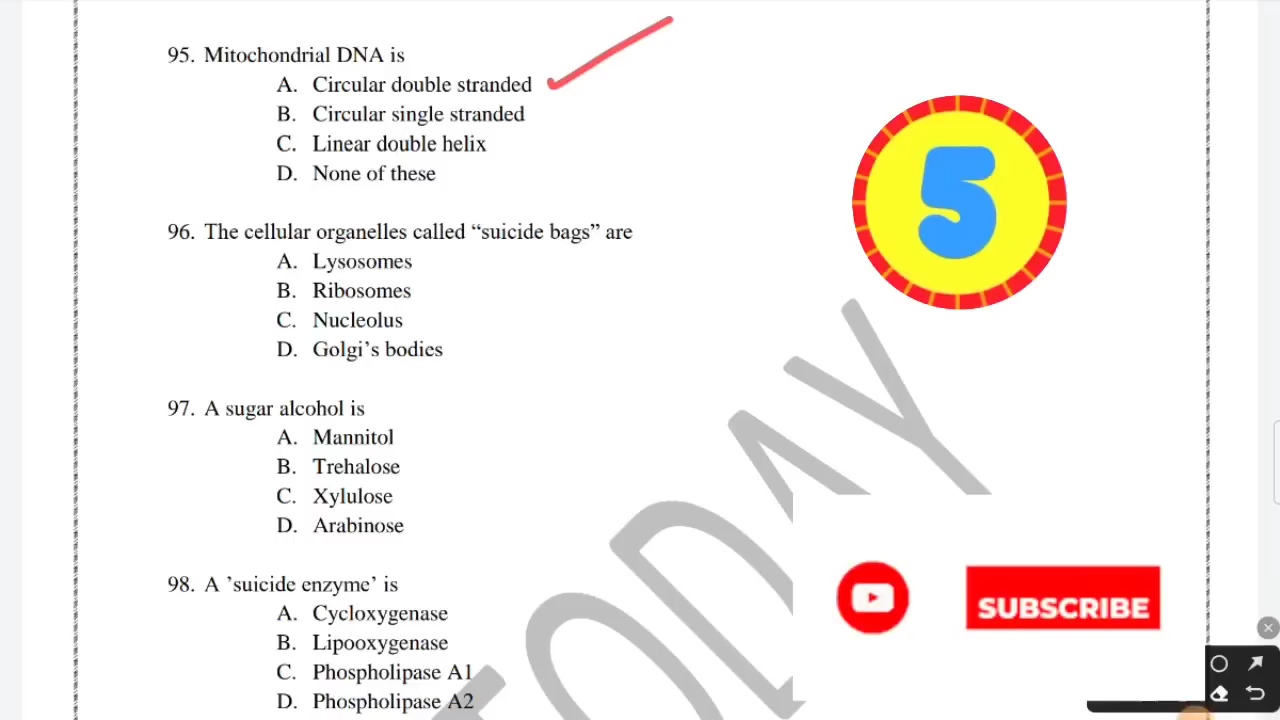 95. Mitochondrial DNA is
A. Circular double stranded
B. Circular single stranded
C. Linear double helix
D. None of these
5
96. The cellular organelles called “suicide bags” are
A. Lysosomes
B. Ribosomes
C. Nucleolus
D. Golgi’s bodies
97. A sugar alcohol is
A. Mannitol
B. Trehalose
C. Xylulose
D. Arabinose
98. A ’suicide enzyme’ is
A. Cycloxygenase
B. Lipooxygenase
C. Phospholipase A1
D. Phospholipase A2
TODAY
SUBSCRIBE